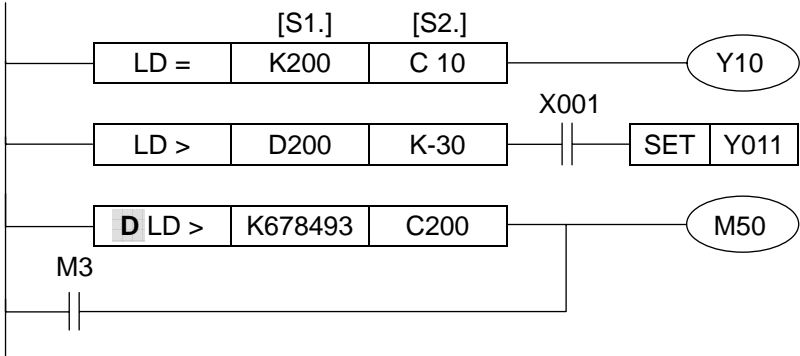 [S1.] [S2.]
LD = K200 C 10 Y10
X001
LD > D200 K-30 SET Y011
D LD > K678493 C200 M50
M3